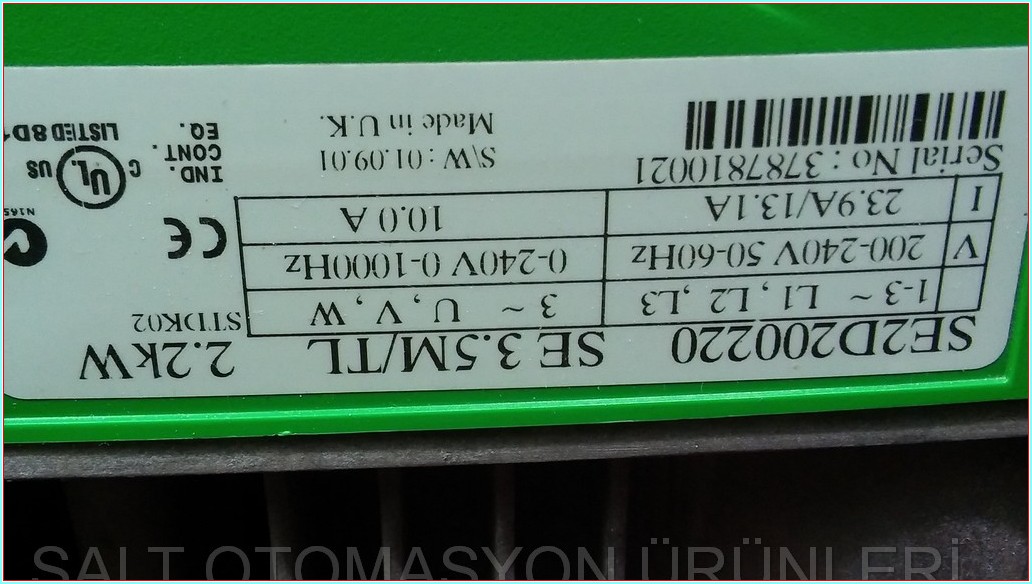 SE2D200220 SE 3.5M/TL 2.2kW
1-3 ~ L1, L2, L3 3 ~ U, V, W STDK02
V 200-240V 50-60Hz 0-240V 0-1000Hz
I 23.9A/13.1A 10.0 A
Serial No : 3787810021
S/W : 01.09.01
Made in U.K.
CE
N165
C UL US
LISTED 8D1
IND.
CONT.
EQ.
SALT OTOMASYON ÜRÜNLERİ